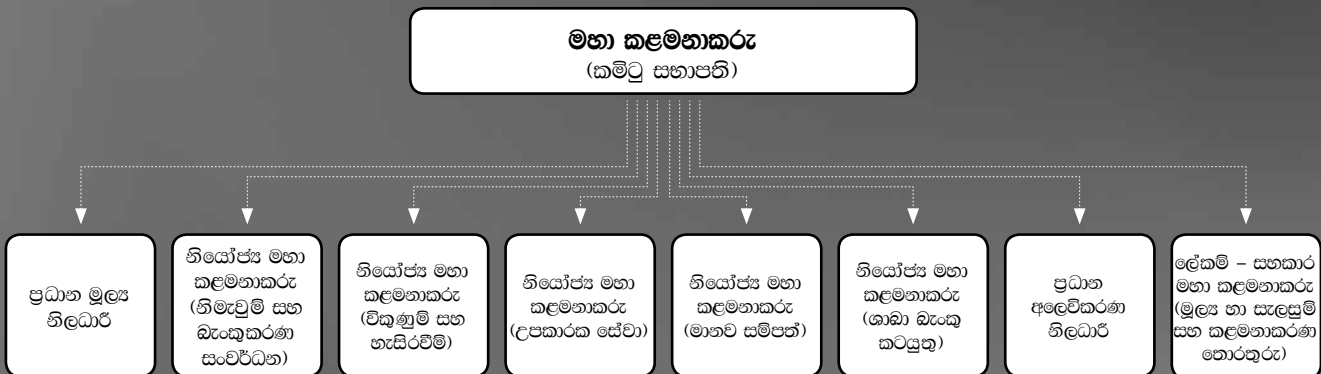 මහා කළමනාකරු
(කමිටු සභාපති)
ප්‍රධාන මූල්‍ය
නිලධාරී
නියෝජ්‍ය මහා
කළමනාකරු
(නිමැවුම් සහ
බැංකුකරණ
සංවර්ධන)
නියෝජ්‍ය මහා
කළමනාකරු
(විකුණුම් සහ
හැසිරවීම්)
නියෝජ්‍ය මහා
කළමනාකරු
(උපකාරක සේවා)
නියෝජ්‍ය මහා
කළමනාකරු
(මානව සම්පත්)
නියෝජ්‍ය මහා
කළමනාකරු
(ශාඛා බැංකු
කටයුතු)
ප්‍රධාන
අලෙවිකරණ
නිලධාරී
ලේකම් – සහකාර
මහා කළමනාකරු
(මූල්‍ය හා සැලසුම්
සහ කළමනාකරණ
තොරතුරු)